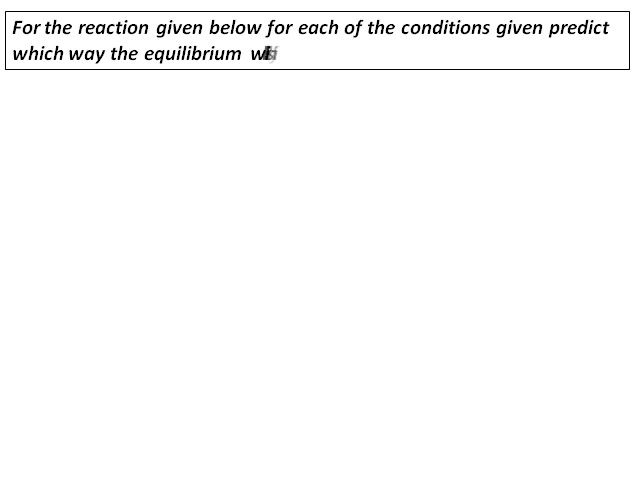 For the reaction given below for each of the conditions given predict
which way the equilibrium